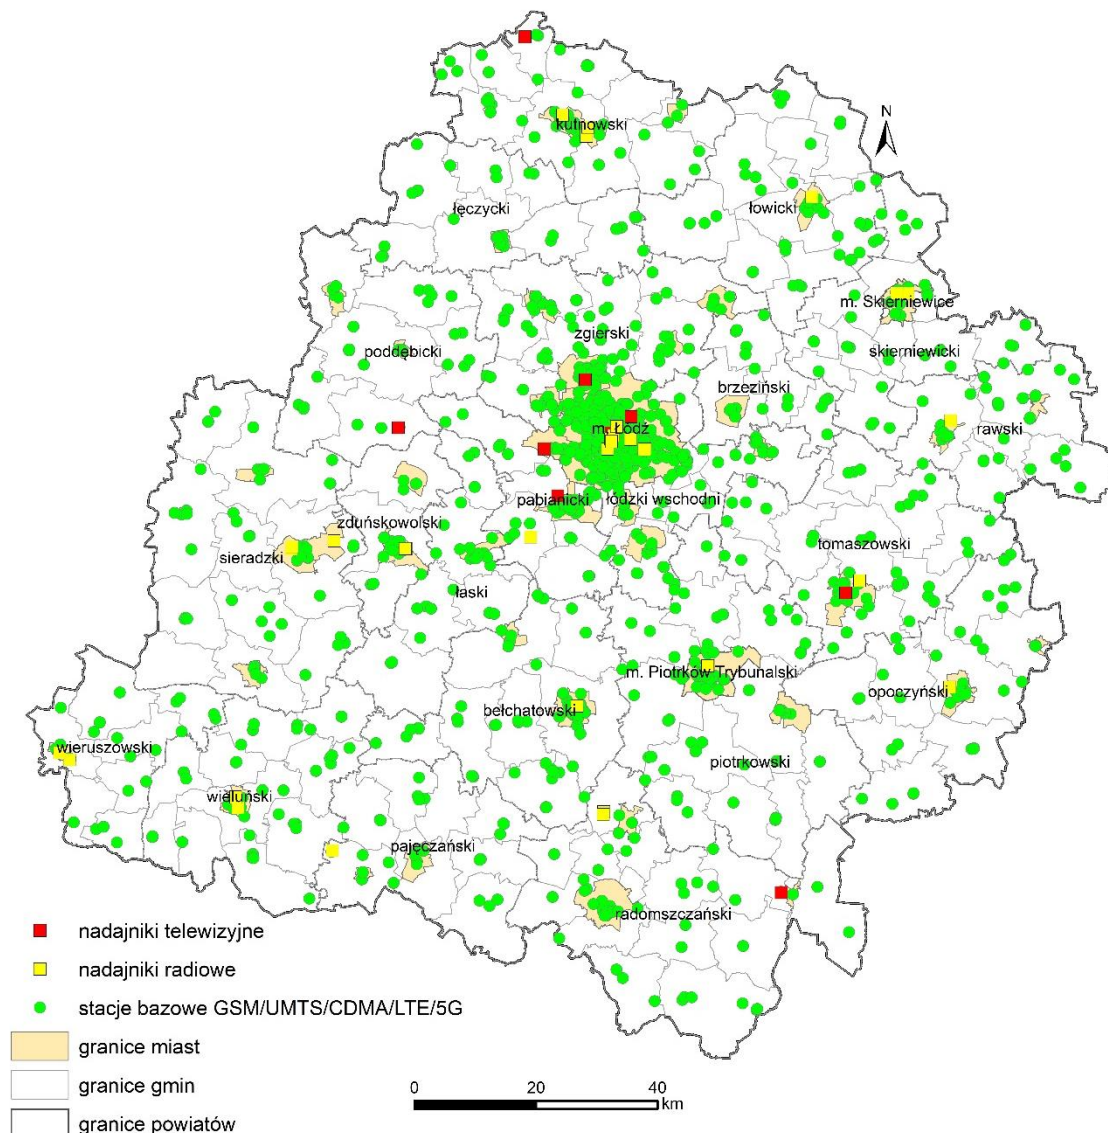 N
kutnowski
łęczycki
łowicki
m. Skierniewice
zgierski
poddębicki
skierniewicki
brzeziński
m. Łódź
rawski
pabianicki
łódzki wschodni
zduńskowolski
sieradzki
tomaszowski
łaski
m. Piotrków Trybunalski
opoczyński
bełchatowski
wieruszowski
piotrkowski
wieluński
pajęczański
radomszczański
nadajniki telewizyjne
nadajniki radiowe
stacje bazowe GSM/UMTS/CDMA/LTE/5G
granice miast
granice gmin
granice powiatów
0 20 40
km